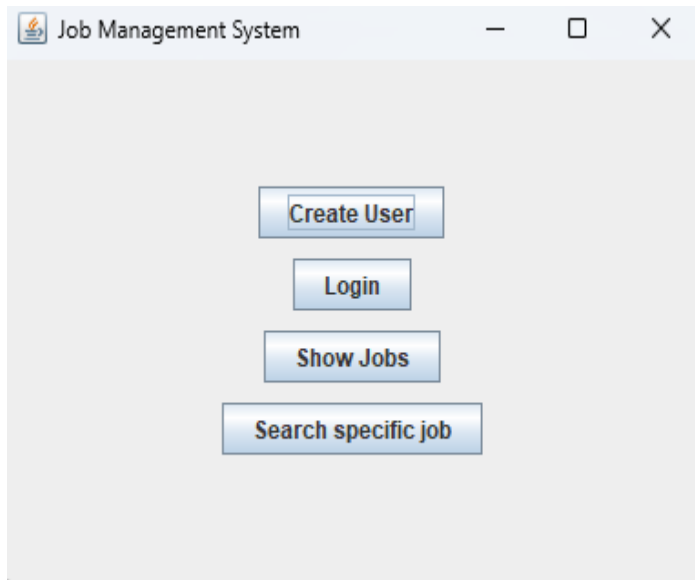 Job Management System
Create User
Login
Show Jobs
Search specific job